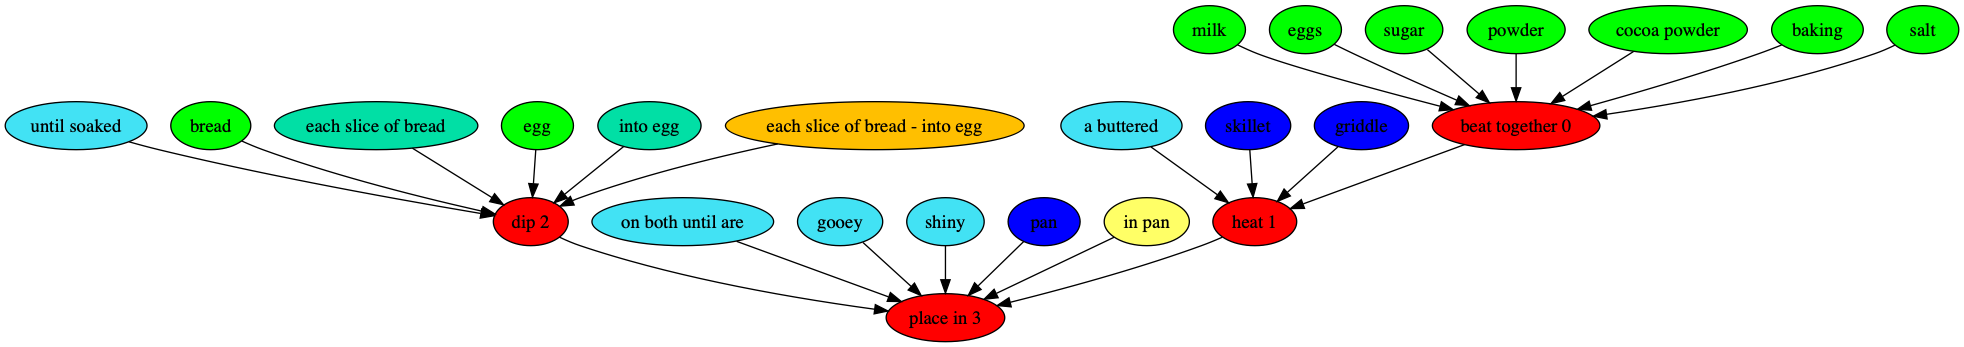 milk
eggs
sugar
powder
cocoa powder
baking
salt
until soaked
bread
each slice of bread
egg
into egg
each slice of bread - into egg
a buttered
skillet
griddle
beat together 0
dip 2
on both until are
gooey
shiny
pan
in pan
heat 1
place in 3